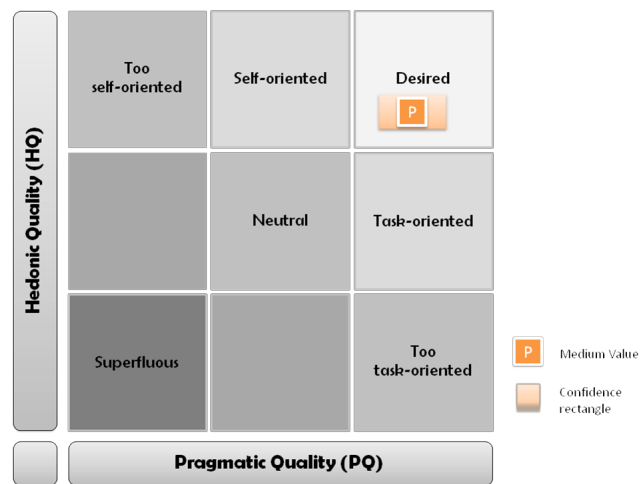 Hedonic Quality (HQ)
Too
self-oriented
Self-oriented
Desired
P
Neutral
Task-oriented
Superfluous
Too
task-oriented
P
Medium Value
Confidence
rectangle
Pragmatic Quality (PQ)